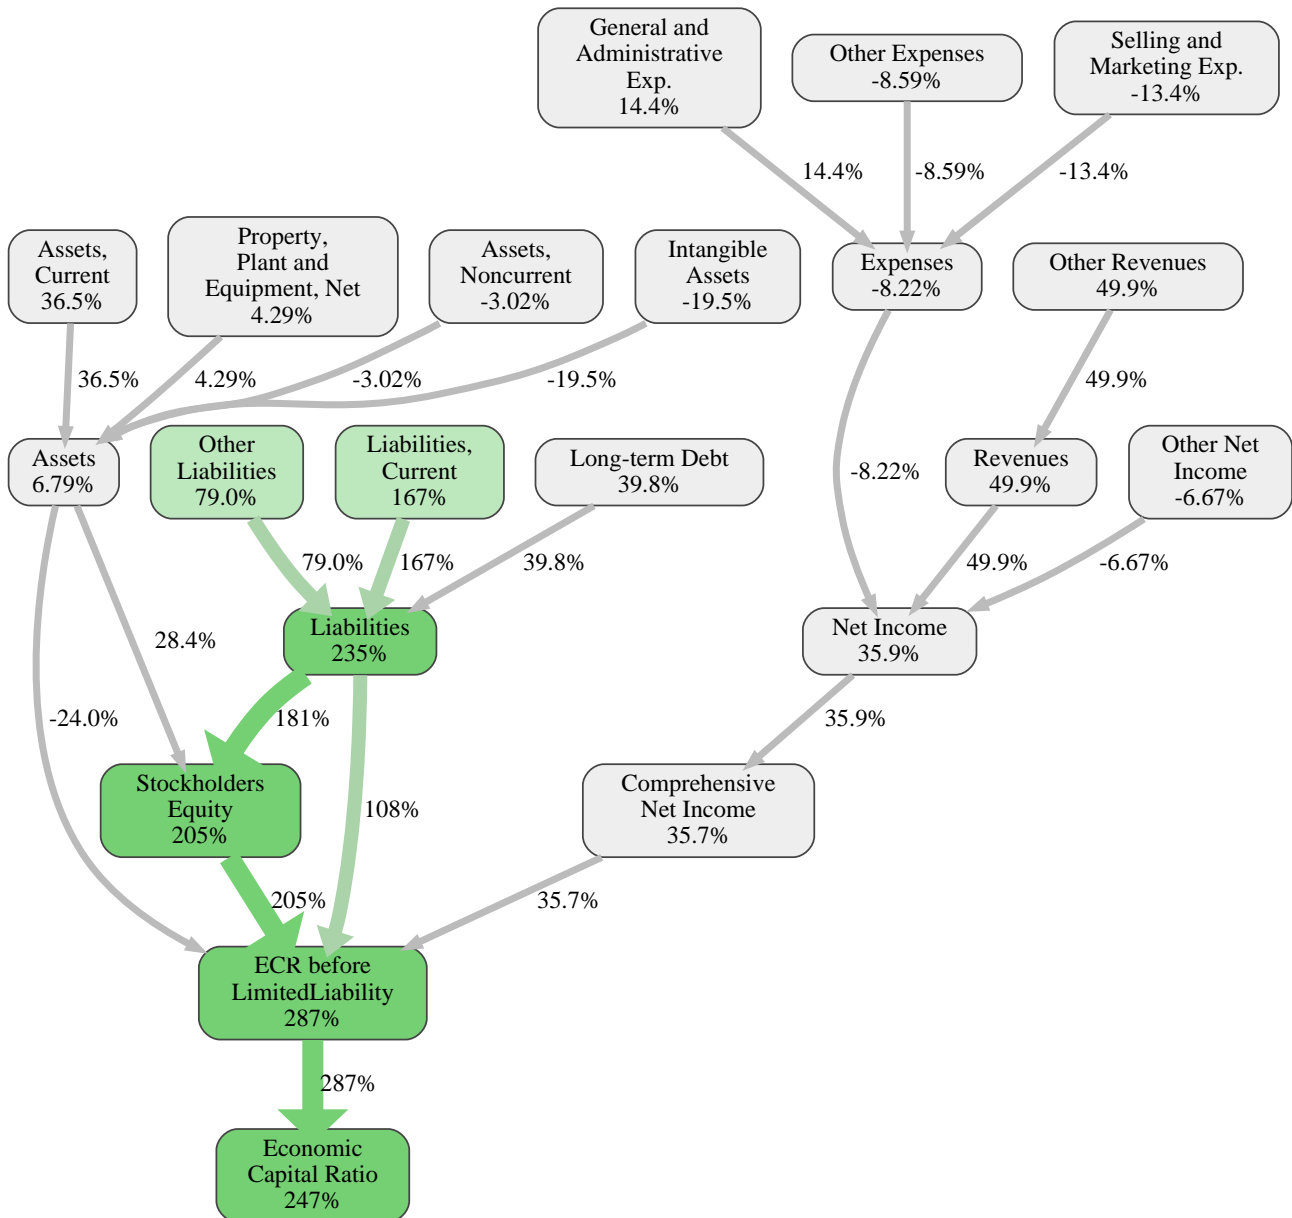 General and
Administrative
Exp.
14.4%
Other Expenses
-8.59%
Selling and
Marketing Exp.
-13.4%
14.4%
-8.59%
-13.4%
Assets,
Current
36.5%
Property,
Plant and
Equipment, Net
4.29%
Assets,
Noncurrent
-3.02%
Intangible
Assets
-19.5%
Expenses
-8.22%
Other Revenues
49.9%
36.5%
4.29%
-3.02%
-19.5%
49.9%
Assets
6.79%
Other
Liabilities
79.0%
Liabilities,
Current
167%
Long-term Debt
39.8%
-8.22%
Revenues
49.9%
Other Net
Income
-6.67%
79.0%
167%
39.8%
49.9%
-6.67%
Liabilities
235%
Net Income
35.9%
28.4%
-24.0%
181%
35.9%
Stockholders
Equity
205%
108%
Comprehensive
Net Income
35.7%
205%
35.7%
ECR before
LimitedLiability
287%
287%
Economic
Capital Ratio
247%